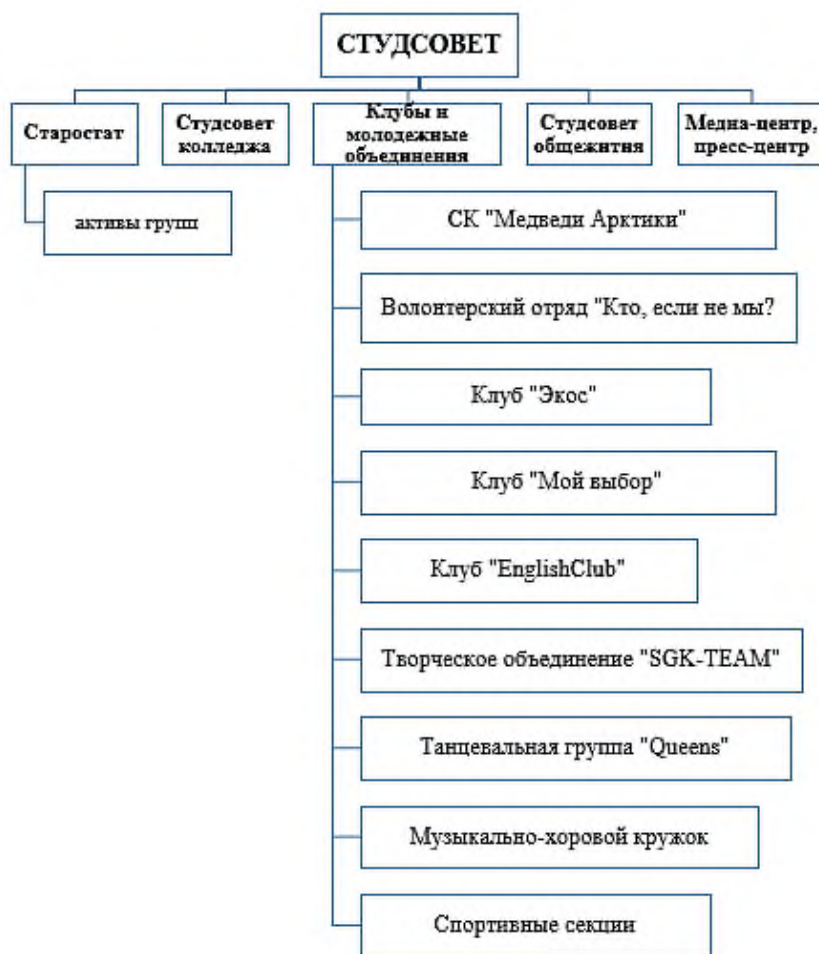 СТУДСОВЕТ
Старостат
Студсовет
колледжа
Клубы и
молодежные
объединения
Студсовет
общежития
Медиа-центр,
пресс-центр
активы групп
СК "Медведи Арктики"
Волонтерский отряд "Кто, если не мы?
Клуб "Экос"
Клуб "Мой выбор"
Клуб "EnglishClub"
Творческое объединение "SGK-TEAM"
Танцевальная группа "Queens"
Музыкально-хоровой кружок
Спортивные секции